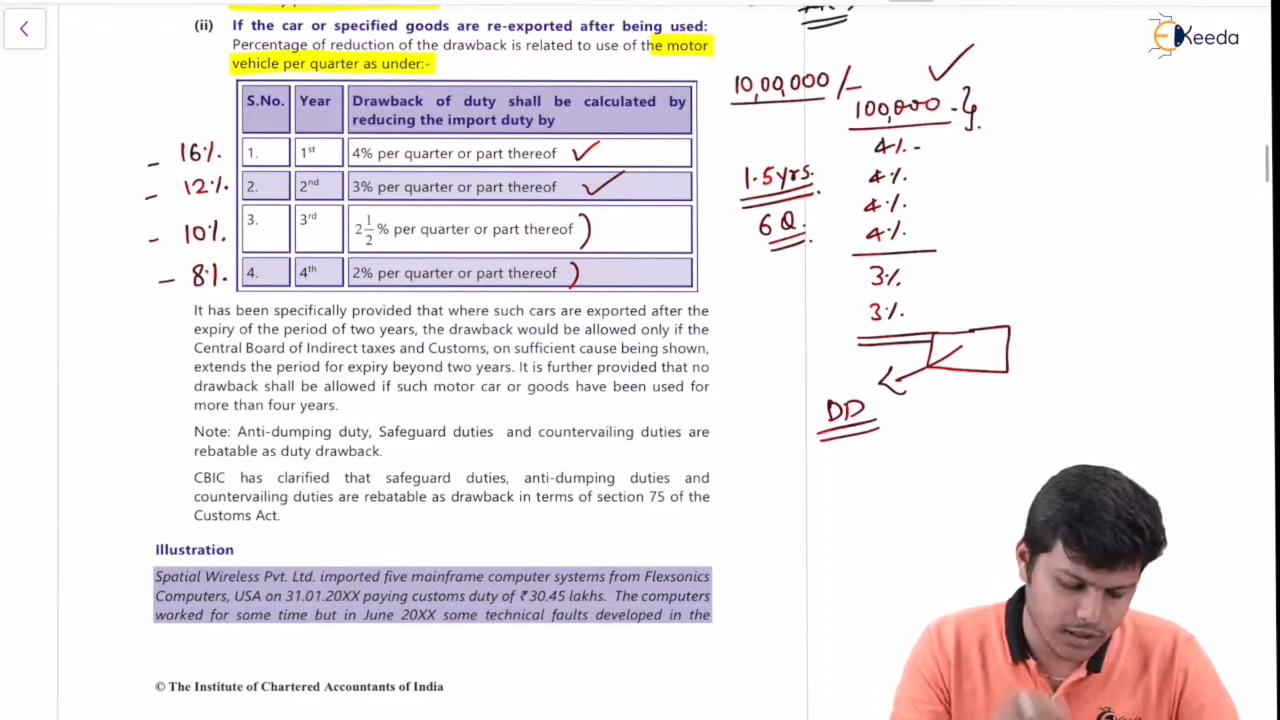 (ii) If the car or specified goods are re-exported after being used:
Percentage of reduction of the drawback is related to use of the motor
vehicle per quarter as under:-
S.No. Year Drawback of duty shall be calculated by
reducing the import duty by
- 16% 1. 1st 4% per quarter or part thereof
- 12% 2. 2nd 3% per quarter or part thereof
- 10% 3. 3rd 2 1/2 % per quarter or part thereof
- 8% 4. 4th 2% per quarter or part thereof
It has been specifically provided that where such cars are exported after the
expiry of the period of two years, the drawback would be allowed only if the
Central Board of Indirect taxes and Customs, on sufficient cause being shown,
extends the period for expiry beyond two years. It is further provided that no
drawback shall be allowed if such motor car or goods have been used for
more than four years.
Note: Anti-dumping duty, Safeguard duties and countervailing duties are
rebatable as duty drawback.
CBIC has clarified that safeguard duties, anti-dumping duties and
countervailing duties are rebatable as drawback in terms of section 75 of the
Customs Act.
Illustration
Spatial Wireless Pvt. Ltd. imported five mainframe computer systems from Flexsonics
Computers, USA on 31.01.20XX paying customs duty of ₹30.45 lakhs. The computers
worked for some time but in June 20XX some technical faults developed in the
© The Institute of Chartered Accountants of India
10,00,000/-
100,000 -
4% -
4%
4%
4%
3%
3%
1.5yrs.
6 Q.
DD
EKeeda